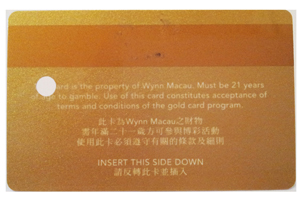 card is the property of Wynn Macau. Must be 21 years
age to gamble. Use of this card constitutes acceptance of
terms and conditions of the gold card program.
此卡為Wynn Macau之財物
需年滿二十一歲方可參與博彩活動
使用此卡必須遵守有關的條款及細則
INSERT THIS SIDE DOWN
請反轉此卡並插入